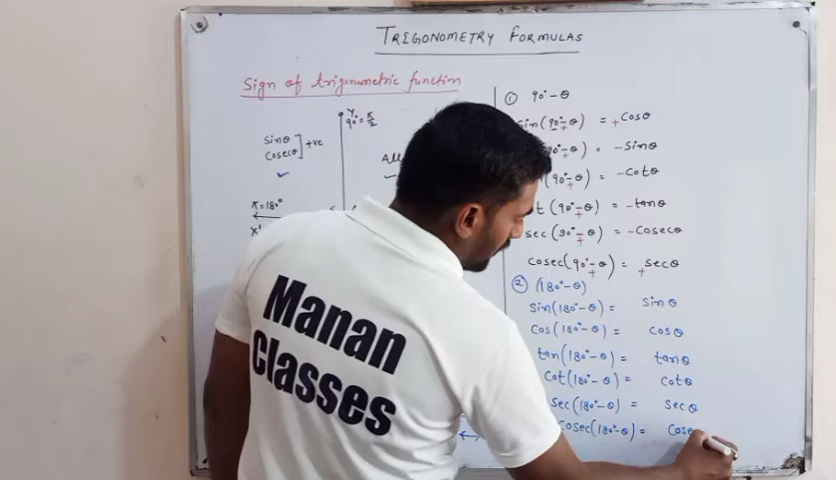 TRIGONOMETRY FORMULAS
Sign of trigonometric function
Y
90° = π/2
Sinθ
Cosecθ ] +ve
All
π = 180°
X'
① 90° - θ
Sin(90° ∓ θ) = +Cosθ
(90° ∓ θ) = -Sinθ
(90° ∓ θ) = -Cotθ
(90° ∓ θ) = -tanθ
sec(90° ∓ θ) = -Cosecθ
Cosec(90° ∓ θ) = +Secθ
② (180° - θ)
Sin(180° - θ) = Sinθ
Cos(180° - θ) = Cosθ
tan(180° - θ) = tanθ
Cot(180° - θ) = Cotθ
Sec(180° - θ) = Secθ
Cosec(180° - θ) = Cose
Manan
Classes